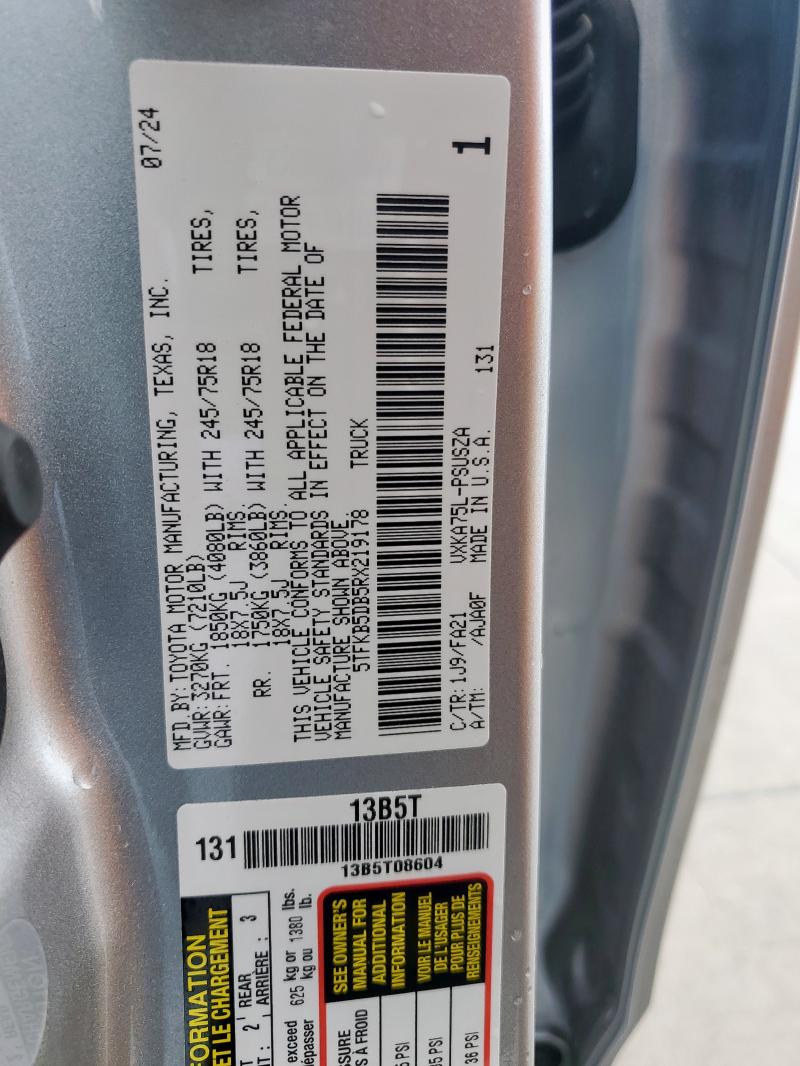 MFD.BY:TOYOTA MOTOR MANUFACTURING, TEXAS, INC. 07/24
GVWR:3270KG (7210LB)
GAWR:FRT. 1850KG (4080LB) WITH 245/75R18 TIRES,
18X7.5J RIMS.
RR. 1750KG (3860LB) WITH 245/75R18 TIRES,
18X7.5J RIMS.
THIS VEHICLE CONFORMS TO ALL APPLICABLE FEDERAL MOTOR
VEHICLE SAFETY STANDARDS IN EFFECT ON THE DATE OF
MANUFACTURE SHOWN ABOVE.
5TFKB5DB5RX219178 TRUCK
C/TR:1J9/FA21 VXKA75L-PSUSZA 131 1
A/TM: /AJA0F MADE IN U.S.A.
13B5T
131
13B5T08604
ET LE CHARGEMENT
2 REAR 3
ARRIÈRE :
exceed 625 kg or 1380 lbs.
kg ou lb.
SEE OWNER'S
MANUAL FOR
ADDITIONAL
INFORMATION
VOIR LE MANUEL
DE L'USAGER
POUR PLUS DE
RENSEIGNEMENTS
À FROID
PSI
PSI
36 PSI